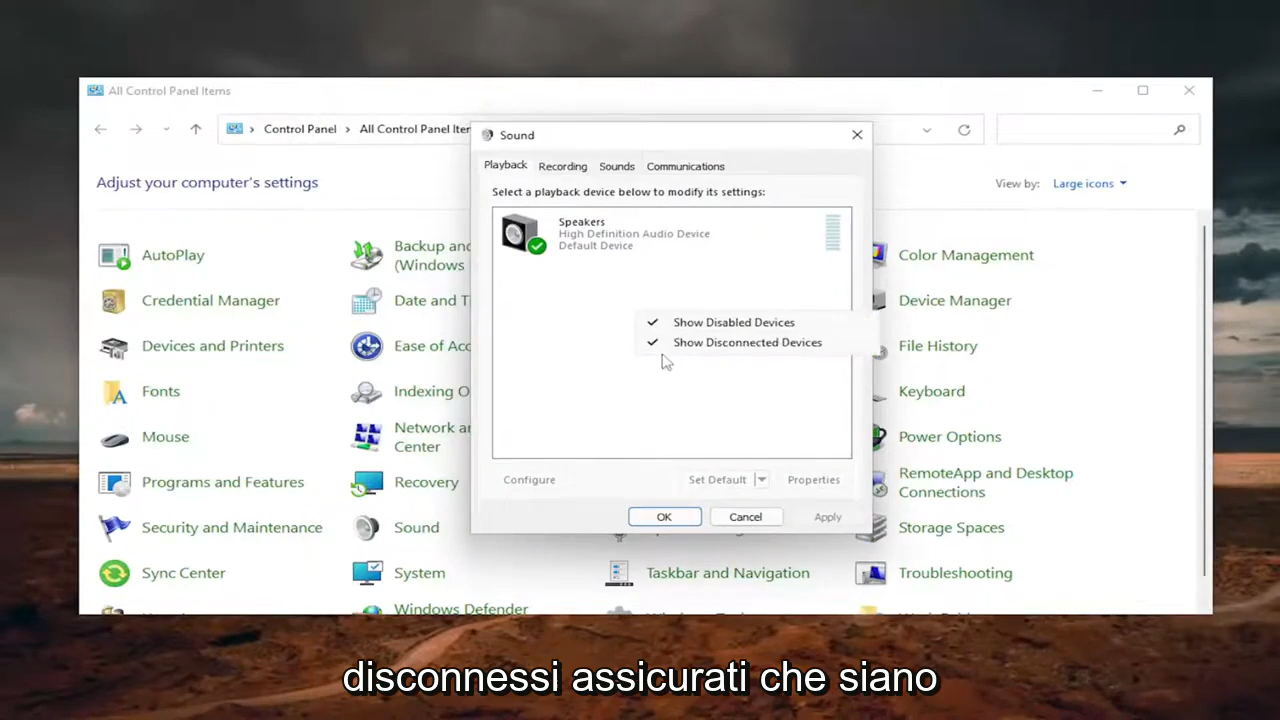 All Control Panel Items
Control Panel
All Control Panel
Adjust your computer's settings
View by:
Large icons
Sound
Playback
Recording
Sounds
Communications
Select a playback device below to modify its settings:
Speakers
High Definition Audio Device
Default Device
Show Disabled Devices
Show Disconnected Devices
Configure
Set Default
Properties
OK
Cancel
Apply
AutoPlay
Backup and
(Windows
Color Management
Credential Manager
Date and T
Device Manager
Devices and Printers
Ease of Acc
File History
Fonts
Indexing O
Keyboard
Mouse
Network an
Center
Power Options
Programs and Features
Recovery
RemoteApp and Desktop
Connections
Security and Maintenance
Sound
Storage Spaces
Sync Center
System
Taskbar and Navigation
Troubleshooting
Windows Defender
disconnessi assicurati che siano